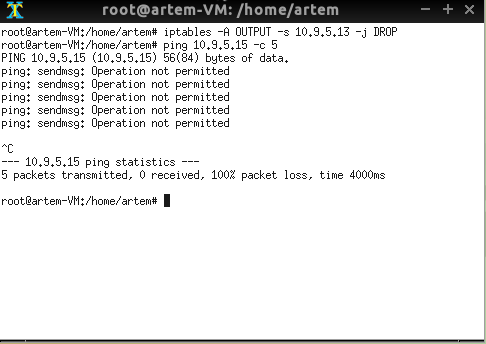 root@artem-VM: /home/artem
root@artem-VM:/home/artem# iptables -A OUTPUT -s 10.9.5.13 -j DROP
root@artem-VM:/home/artem# ping 10.9.5.15 -c 5
PING 10.9.5.15 (10.9.5.15) 56(84) bytes of data.
ping: sendmsg: Operation not permitted
ping: sendmsg: Operation not permitted
ping: sendmsg: Operation not permitted
ping: sendmsg: Operation not permitted
ping: sendmsg: Operation not permitted
^C
--- 10.9.5.15 ping statistics ---
5 packets transmitted, 0 received, 100% packet loss, time 4000ms
root@artem-VM:/home/artem#